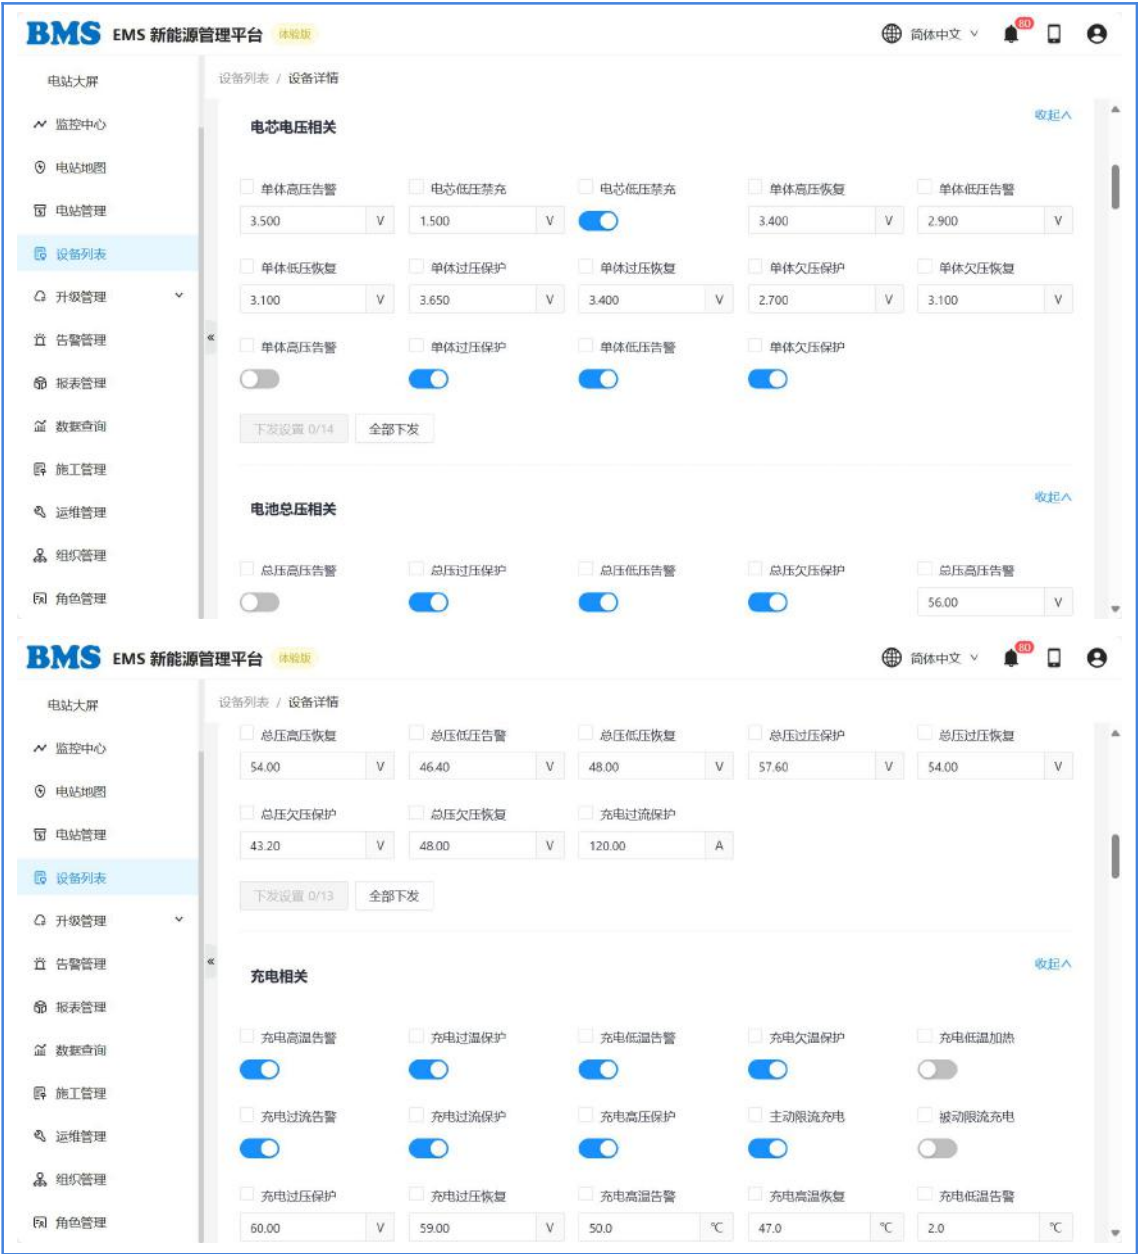 BMS EMS 新能源管理平台 体验版 简体中文 80
电站大屏
监控中心
电站地图
电站管理
设备列表
升级管理
告警管理
报表管理
数据查询
施工管理
运维管理
组织管理
角色管理
设备列表 / 设备详情
电芯电压相关 收起
单体高压告警 电芯低压禁充 电芯低压禁充 单体高压恢复 单体低压告警
3.500 V 1.500 V 3.400 V 2.900 V
单体低压恢复 单体过压保护 单体过压恢复 单体欠压保护 单体欠压恢复
3.100 V 3.650 V 3.400 V 2.700 V 3.100 V
单体高压告警 单体过压保护 单体低压告警 单体欠压保护
下发设置 0/14 全部下发
电池总压相关 收起
总压高压告警 总压过压保护 总压低压告警 总压欠压保护 总压高压告警
56.00 V
BMS EMS 新能源管理平台 体验版 简体中文 80
电站大屏
监控中心
电站地图
电站管理
设备列表
升级管理
告警管理
报表管理
数据查询
施工管理
运维管理
组织管理
角色管理
设备列表 / 设备详情
总压高压恢复 总压低压告警 总压低压恢复 总压过压保护 总压过压恢复
54.00 V 46.40 V 48.00 V 57.60 V 54.00 V
总压欠压保护 总压欠压恢复 充电过流保护
43.20 V 48.00 V 120.00 A
下发设置 0/13 全部下发
充电相关 收起
充电高温告警 充电过温保护 充电低温告警 充电欠温保护 充电低温加热
充电过流告警 充电过流保护 充电高压保护 主动限流充电 被动限流充电
充电过压保护 充电过压恢复 充电高温告警 充电高温恢复 充电低温告警
60.00 V 59.00 V 50.0 ℃ 47.0 ℃ 2.0 ℃